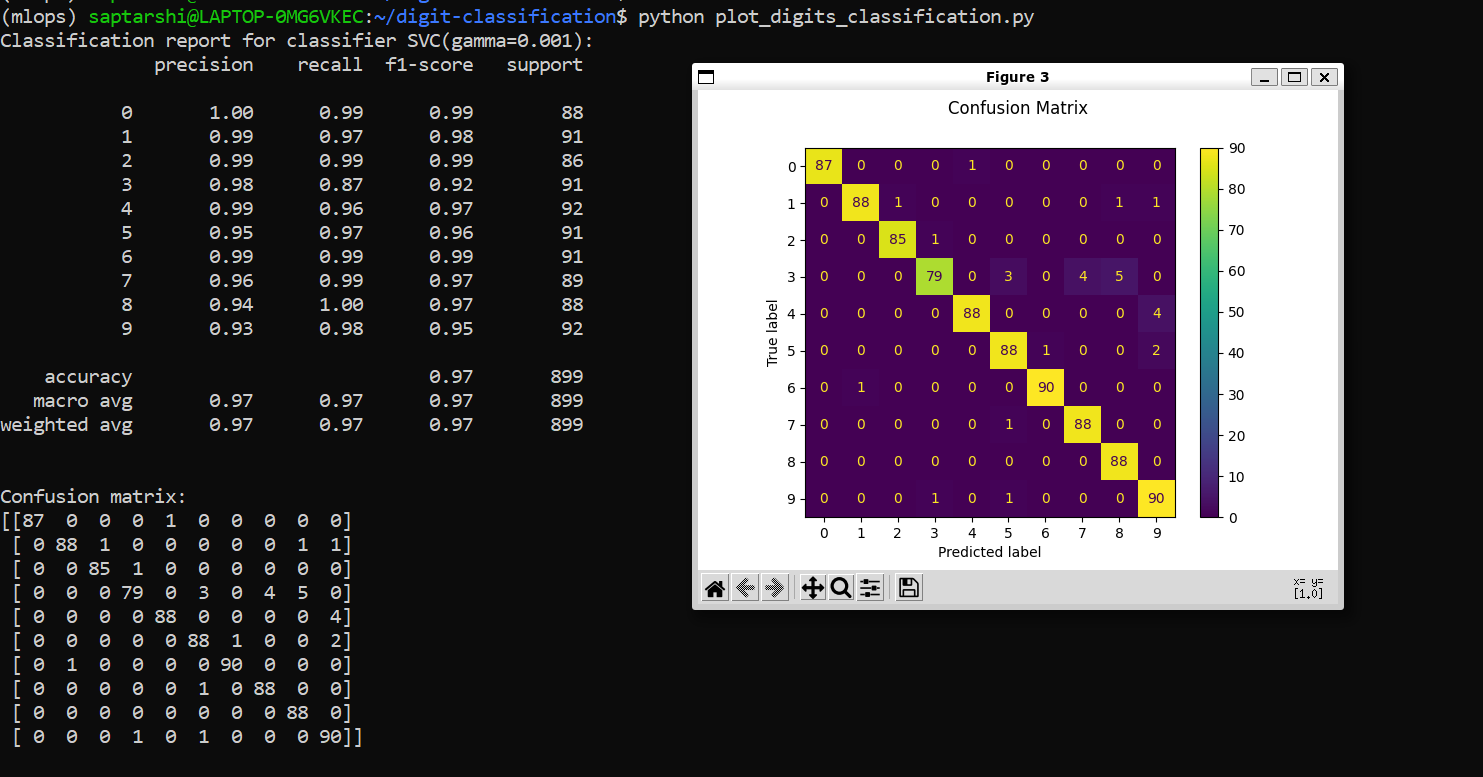 (mlops) saptarshi@LAPTOP-0MG6VKEC:~/digit-classification$ python plot_digits_classification.py
Classification report for classifier SVC(gamma=0.001):
precision recall f1-score support
0 1.00 0.99 0.99 88
1 0.99 0.97 0.98 91
2 0.99 0.99 0.99 86
3 0.98 0.87 0.92 91
4 0.99 0.96 0.97 92
5 0.95 0.97 0.96 91
6 0.99 0.99 0.99 91
7 0.96 0.99 0.97 89
8 0.94 1.00 0.97 88
9 0.93 0.98 0.95 92
accuracy 0.97 899
macro avg 0.97 0.97 0.97 899
weighted avg 0.97 0.97 0.97 899
Confusion matrix:
[[87 0 0 0 1 0 0 0 0 0]
[ 0 88 1 0 0 0 0 0 1 1]
[ 0 0 85 1 0 0 0 0 0 0]
[ 0 0 0 79 0 3 0 4 5 0]
[ 0 0 0 0 88 0 0 0 0 4]
[ 0 0 0 0 0 88 1 0 0 2]
[ 0 1 0 0 0 0 90 0 0 0]
[ 0 0 0 0 0 1 0 88 0 0]
[ 0 0 0 0 0 0 0 0 88 0]
[ 0 0 0 1 0 1 0 0 0 90]]
Figure 3
Confusion Matrix
0 87 0 0 0 1 0 0 0 0 0
1 0 88 1 0 0 0 0 0 1 1
2 0 0 85 1 0 0 0 0 0 0
3 0 0 0 79 0 3 0 4 5 0
4 0 0 0 0 88 0 0 0 0 4
5 0 0 0 0 0 88 1 0 0 2
6 0 1 0 0 0 0 90 0 0 0
7 0 0 0 0 0 1 0 88 0 0
8 0 0 0 0 0 0 0 0 88 0
9 0 0 0 1 0 1 0 0 0 90
0 1 2 3 4 5 6 7 8 9
True label
Predicted label
90
80
70
60
50
40
30
20
10
0
x= y=
[1.0]